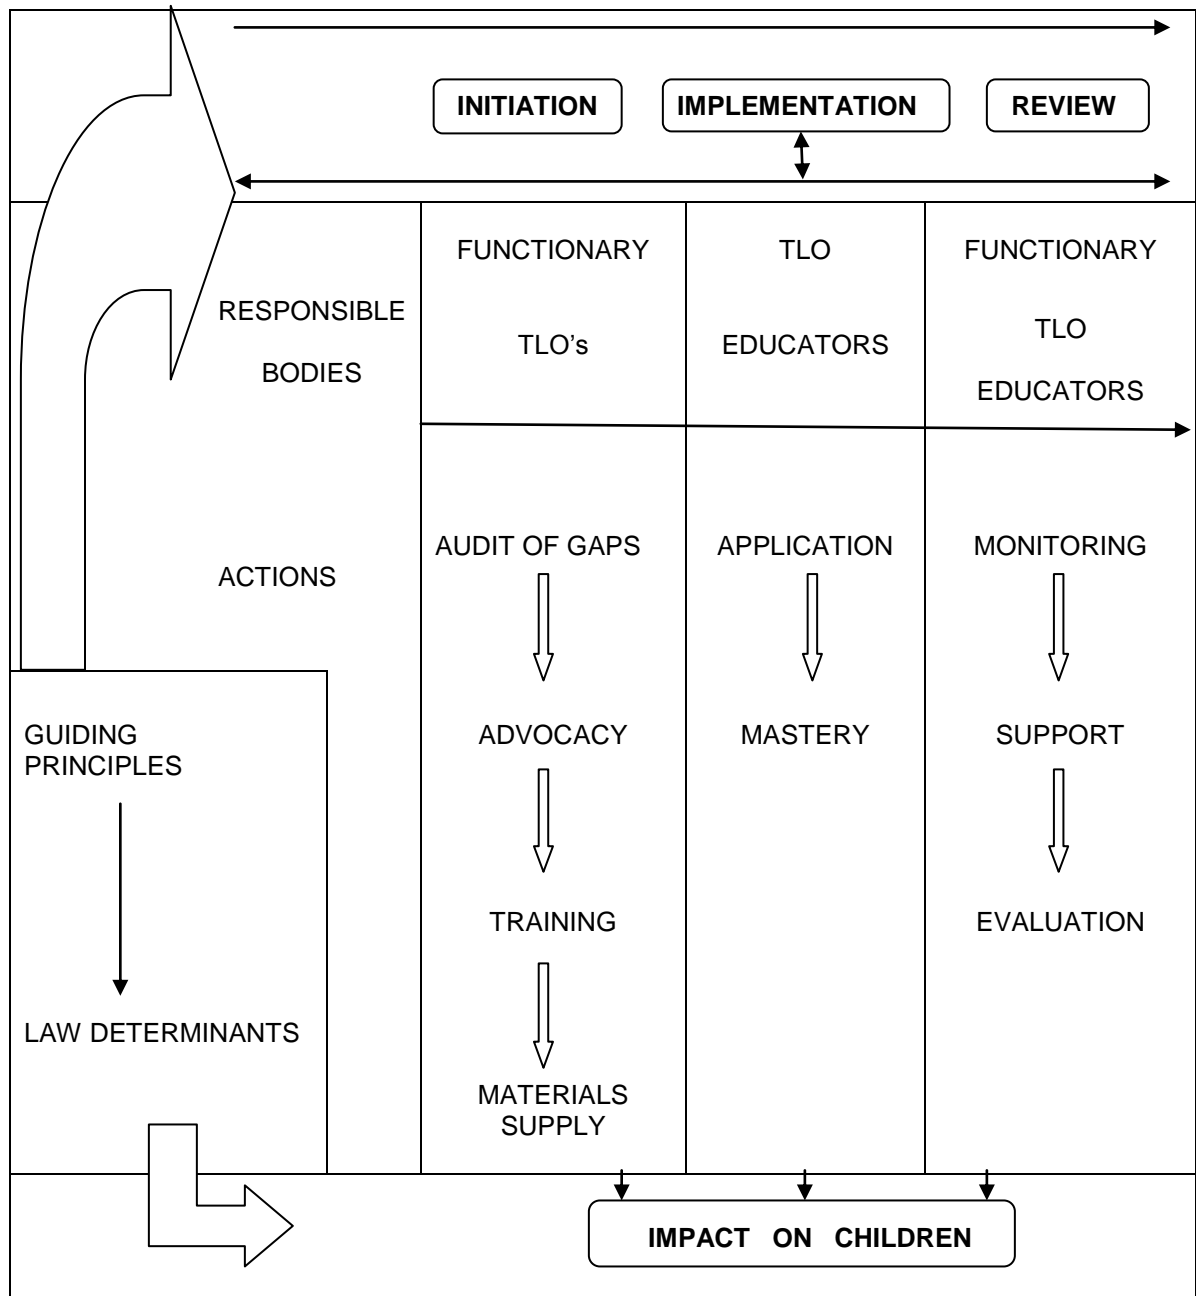 INITIATION
IMPLEMENTATION
REVIEW
RESPONSIBLE
BODIES
FUNCTIONARY
TLO's
TLO
EDUCATORS
FUNCTIONARY
TLO
EDUCATORS
ACTIONS
AUDIT OF GAPS
ADVOCACY
TRAINING
MATERIALS
SUPPLY
APPLICATION
MASTERY
MONITORING
SUPPORT
EVALUATION
GUIDING
PRINCIPLES
LAW DETERMINANTS
IMPACT ON CHILDREN